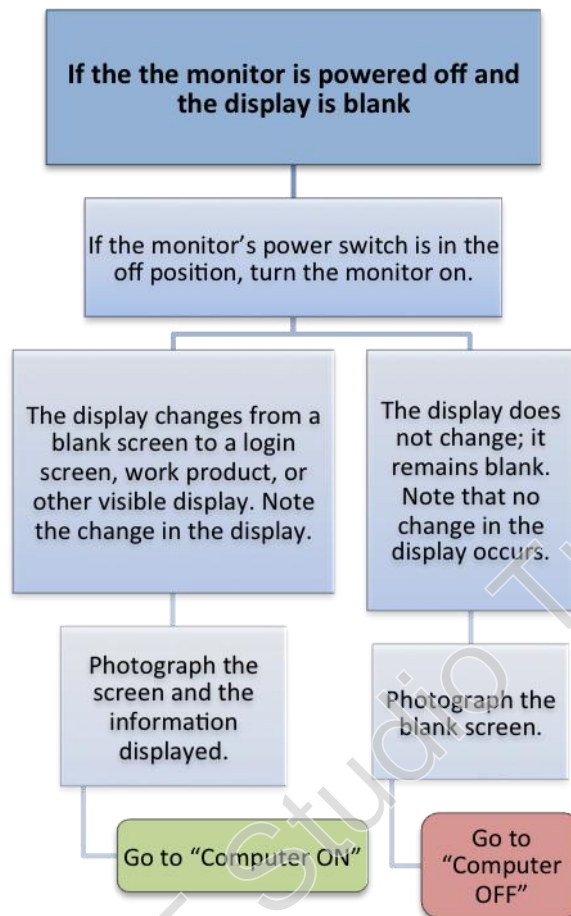 If the the monitor is powered off and
the display is blank
If the monitor’s power switch is in the
off position, turn the monitor on.
The display changes from a
blank screen to a login
screen, work product, or
other visible display. Note
the change in the display.
The display does
not change; it
remains blank.
Note that no
change in the
display occurs.
Photograph the
screen and the
information
displayed.
Photograph the
blank screen.
Go to “Computer ON”
Go to
“Computer
OFF”
Studio